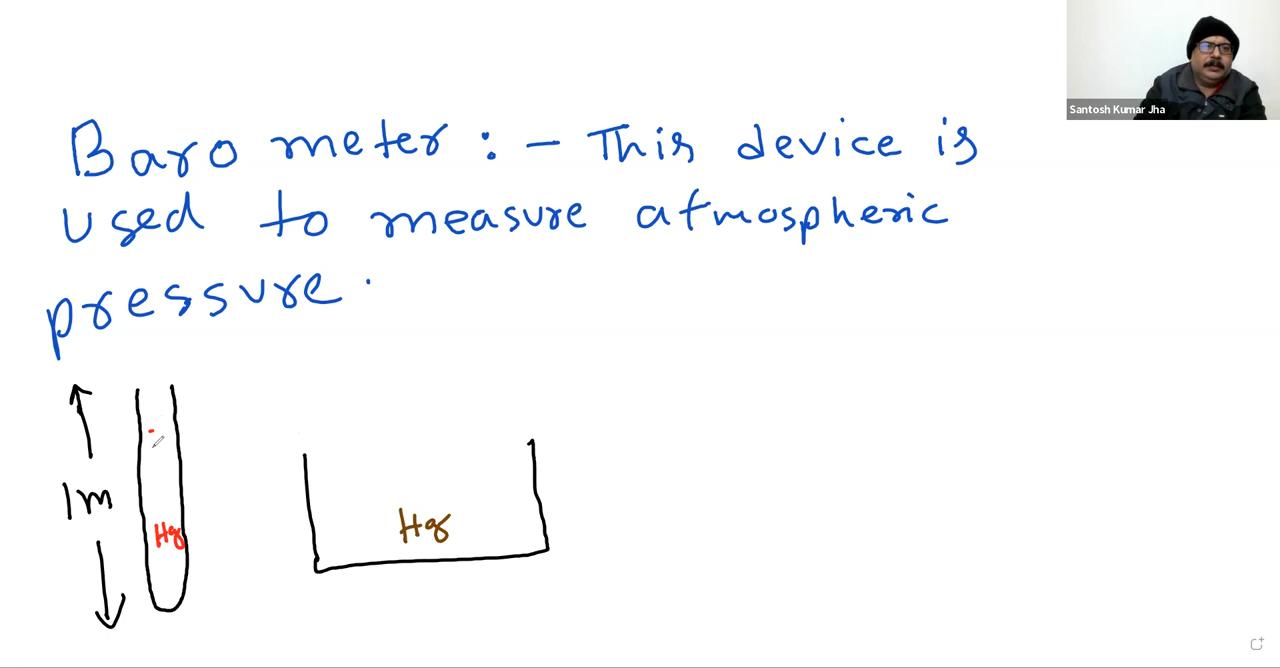 Santosh Kumar Jha
Barometer : - This device is
used to measure atmospheric
pressure .
1m
Hg
Hg